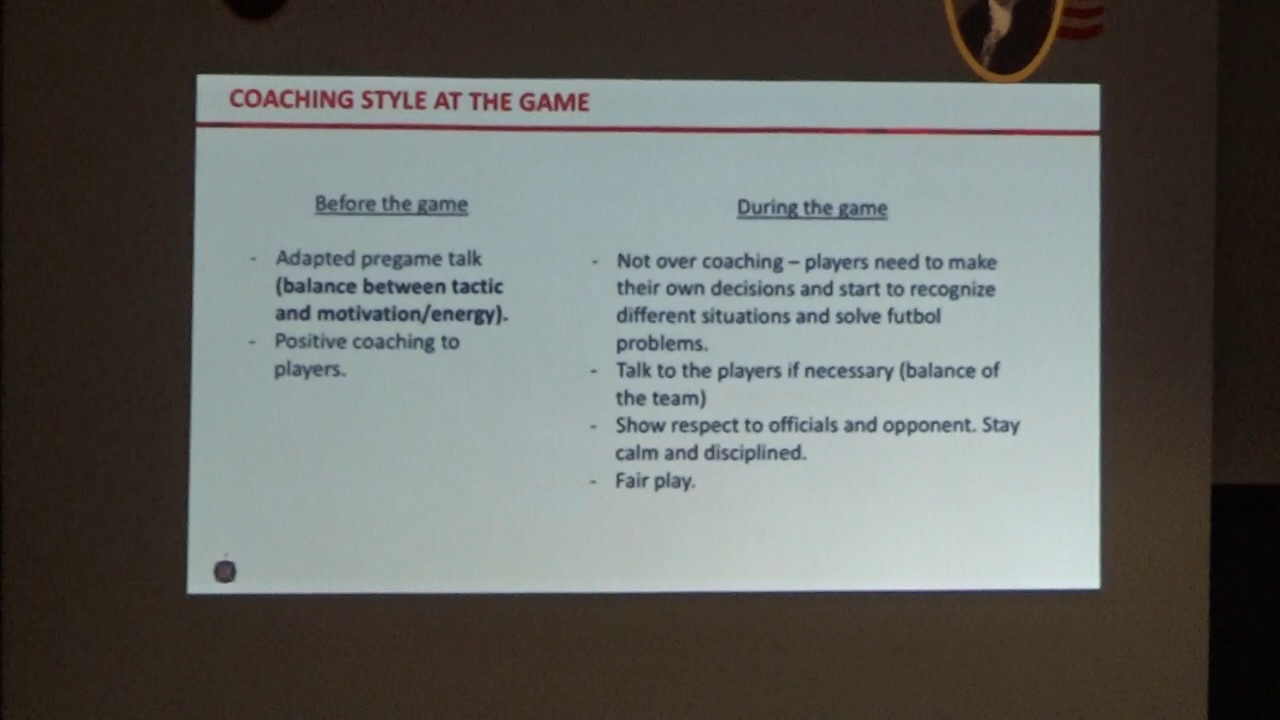 COACHING STYLE AT THE GAME
Before the game
- Adapted pregame talk
(balance between tactic
and motivation/energy).
- Positive coaching to
players.
During the game
- Not over coaching – players need to make
their own decisions and start to recognize
different situations and solve futbol
problems.
- Talk to the players if necessary (balance of
the team)
- Show respect to officials and opponent. Stay
calm and disciplined.
- Fair play.